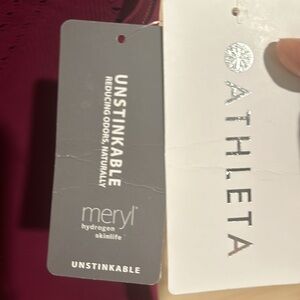 UNSTINKABLE
REDUCING ODORS, NATURALLY
meryl
hydrogen
skinlife
UNSTINKABLE
ATHLETA